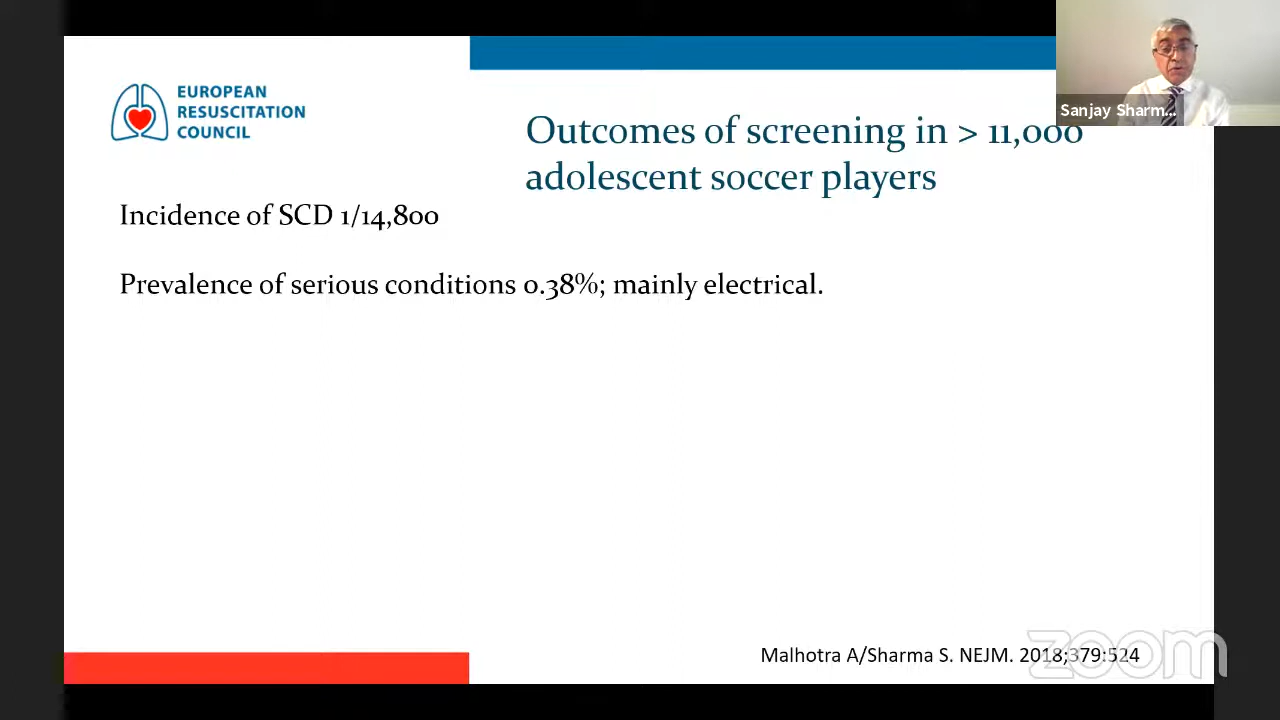 EUROPEAN
RESUSCITATION
COUNCIL
Sanjay Sharm...
Outcomes of screening in > 11,000
adolescent soccer players
Incidence of SCD 1/14,800
Prevalence of serious conditions 0.38%; mainly electrical.
Malhotra A/Sharma S. NEJM. 2018;379:524
zoom